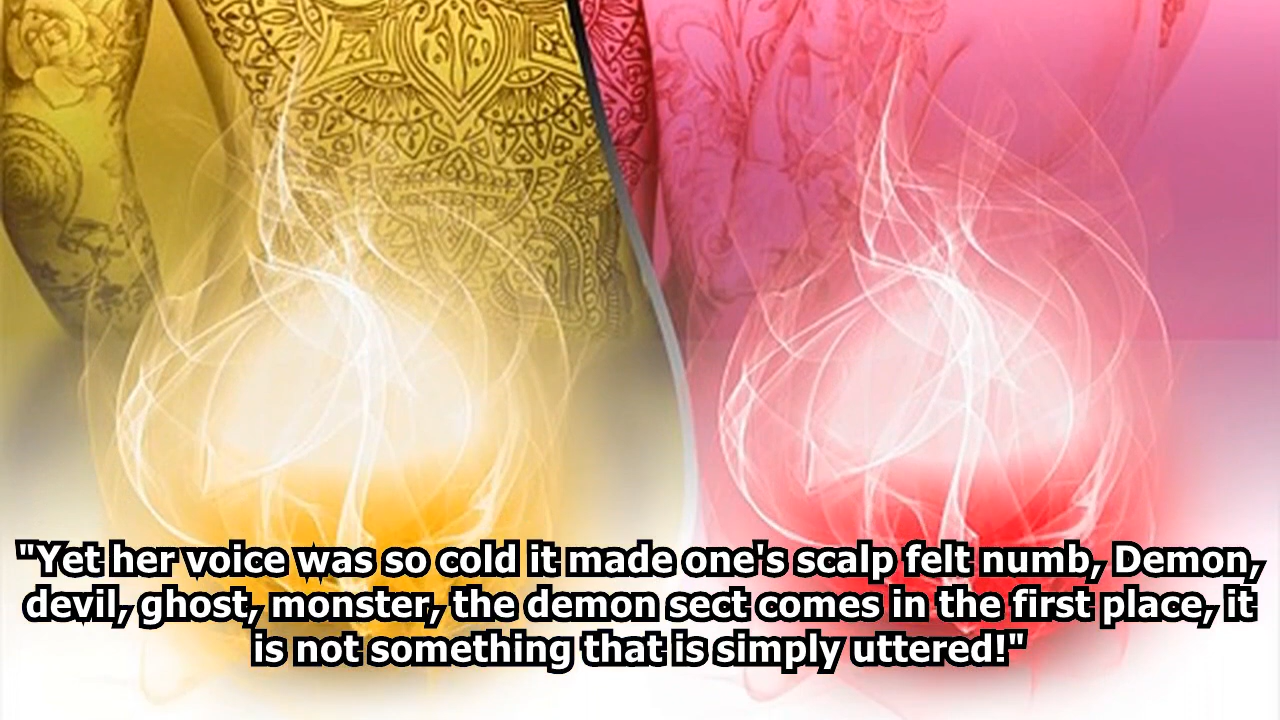 "Yet her voice was so cold it made one's scalp felt numb, Demon,
devil, ghost, monster, the demon sect comes in the first place, it
is not something that is simply uttered!"